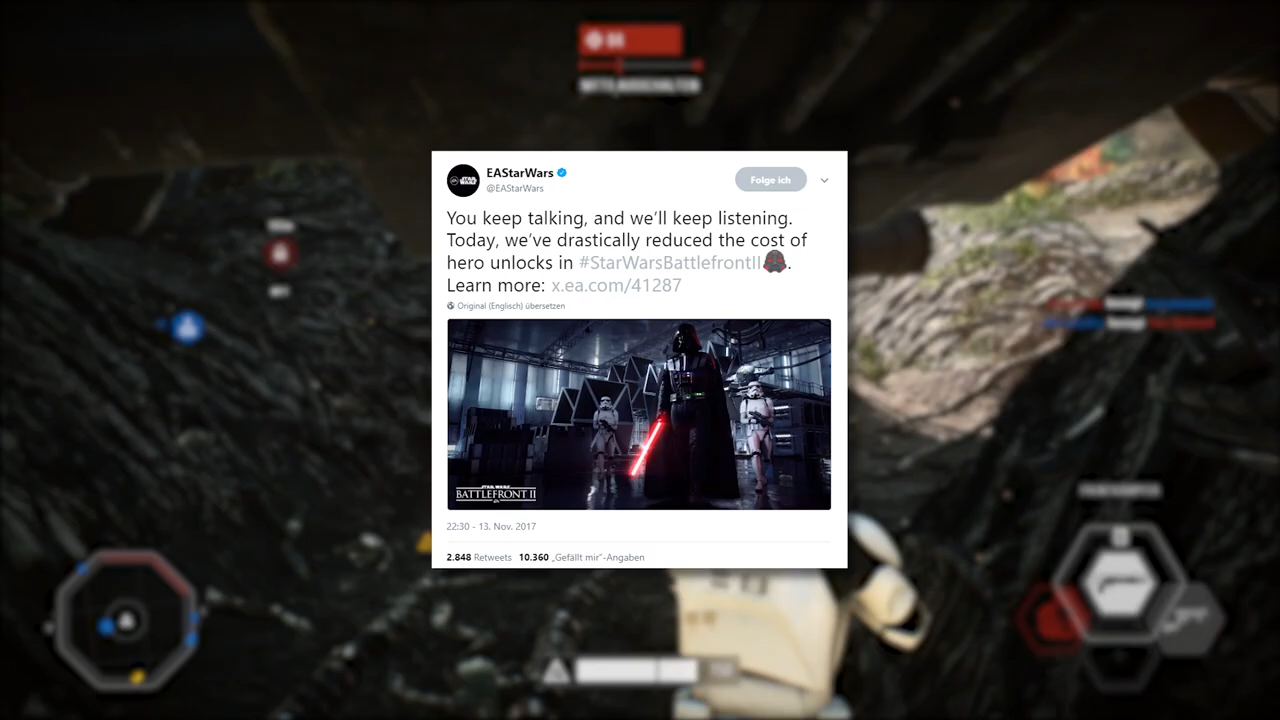 EAStarWars
@EAStarWars
Folge ich
You keep talking, and we'll keep listening.
Today, we've drastically reduced the cost of
hero unlocks in #StarWarsBattlefrontII.
Learn more: x.ea.com/41287
Original (Englisch) übersetzen
STAR WARS
BATTLEFRONT II
22:30 - 13. Nov. 2017
2.848 Retweets 10.360 „Gefällt mir“-Angaben